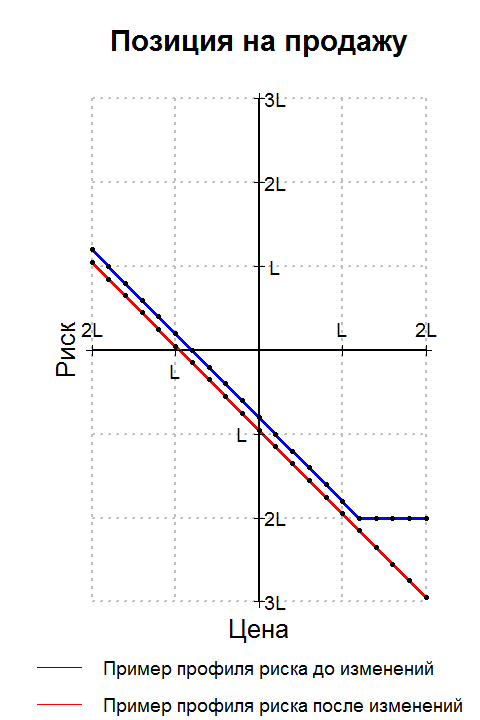 Позиция на продажу
3L
2L
L
2L
L
2L
Риск
L
L
2L
3L
Цена
Пример профиля риска до изменений
Пример профиля риска после изменений